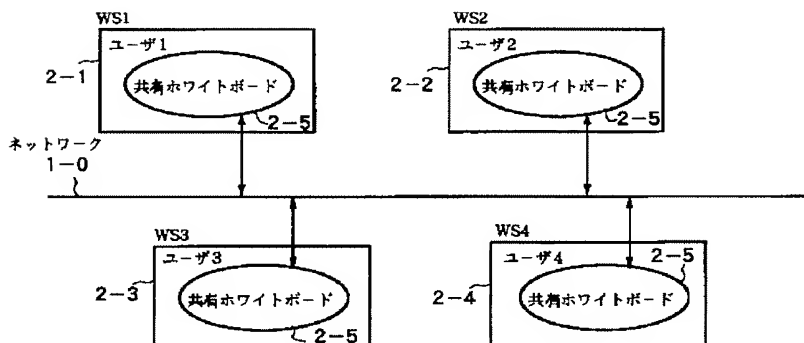 WS1
ユーザ1
2-1
共有ホワイトボード
2-5
WS2
ユーザ2
2-2
共有ホワイトボード
2-5
ネットワーク
1-0
WS3
ユーザ3
2-3
共有ホワイトボード
2-5
WS4
ユーザ4
2-4
共有ホワイトボード
2-5